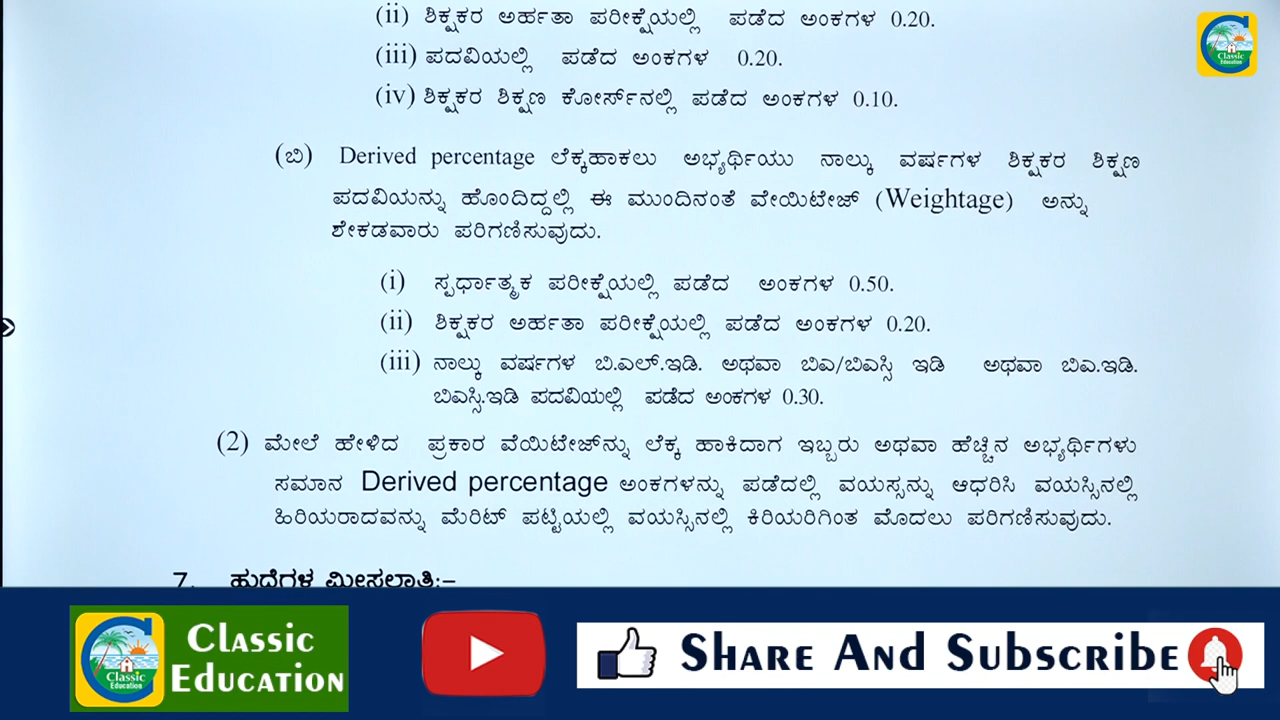 (ii) ಶಿಕ್ಷಕರ ಅರ್ಹತಾ ಪರೀಕ್ಷೆಯಲ್ಲಿ ಪಡೆದ ಅಂಕಗಳ 0.20.
(iii) ಪದವಿಯಲ್ಲಿ ಪಡೆದ ಅಂಕಗಳ 0.20.
(iv) ಶಿಕ್ಷಕರ ಶಿಕ್ಷಣ ಕೋರ್ಸ್‌ನಲ್ಲಿ ಪಡೆದ ಅಂಕಗಳ 0.10.
(ಬಿ) Derived percentage ಲೆಕ್ಕಹಾಕಲು ಅಭ್ಯರ್ಥಿಯು ನಾಲ್ಕು ವರ್ಷಗಳ ಶಿಕ್ಷಕರ ಶಿಕ್ಷಣ
ಪದವಿಯನ್ನು ಹೊಂದಿದ್ದಲ್ಲಿ ಈ ಮುಂದಿನಂತೆ ವೇಯಿಟೇಜ್ (Weightage) ಅನ್ನು
ಶೇಕಡವಾರು ಪರಿಗಣಿಸುವುದು.
(i) ಸ್ಪರ್ಧಾತ್ಮಕ ಪರೀಕ್ಷೆಯಲ್ಲಿ ಪಡೆದ ಅಂಕಗಳ 0.50.
(ii) ಶಿಕ್ಷಕರ ಅರ್ಹತಾ ಪರೀಕ್ಷೆಯಲ್ಲಿ ಪಡೆದ ಅಂಕಗಳ 0.20.
(iii) ನಾಲ್ಕು ವರ್ಷಗಳ ಬಿ.ಎಲ್.ಇಡಿ. ಅಥವಾ ಬಿಎ/ಬಿಎಸ್ಸಿ ಇಡಿ ಅಥವಾ ಬಿಎ.ಇಡಿ.
ಬಿಎಸ್ಸಿ.ಇಡಿ ಪದವಿಯಲ್ಲಿ ಪಡೆದ ಅಂಕಗಳ 0.30.
(2) ಮೇಲೆ ಹೇಳಿದ ಪ್ರಕಾರ ವೆಯಿಟೇಜ್‌ನ್ನು ಲೆಕ್ಕ ಹಾಕಿದಾಗ ಇಬ್ಬರು ಅಥವಾ ಹೆಚ್ಚಿನ ಅಭ್ಯರ್ಥಿಗಳು
ಸಮಾನ Derived percentage ಅಂಕಗಳನ್ನು ಪಡೆದಲ್ಲಿ ವಯಸ್ಸನ್ನು ಆಧರಿಸಿ ವಯಸ್ಸಿನಲ್ಲಿ
ಹಿರಿಯರಾದವನ್ನು ಮೆರಿಟ್ ಪಟ್ಟಿಯಲ್ಲಿ ವಯಸ್ಸಿನಲ್ಲಿ ಕಿರಿಯರಿಗಿಂತ ಮೊದಲು ಪರಿಗಣಿಸುವುದು.
7. ಹುದ್ದೆಗಳ ಮೀಸಲಾತಿ:–
Classic
Education
Classic
Education
Classic
Education
Share And Subscribe